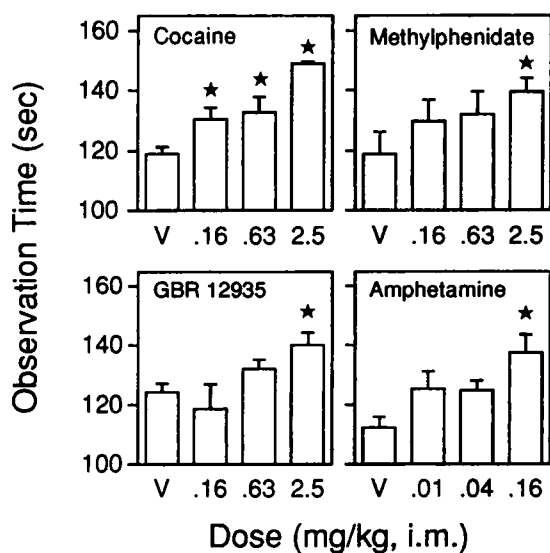 Observation Time (sec)
Cocaine
160
140
120
100
V .16 .63 2.5
Methylphenidate
V .16 .63 2.5
GBR 12935
160
140
120
100
V .16 .63 2.5
Amphetamine
V .01 .04 .16
Dose (mg/kg, i.m.)